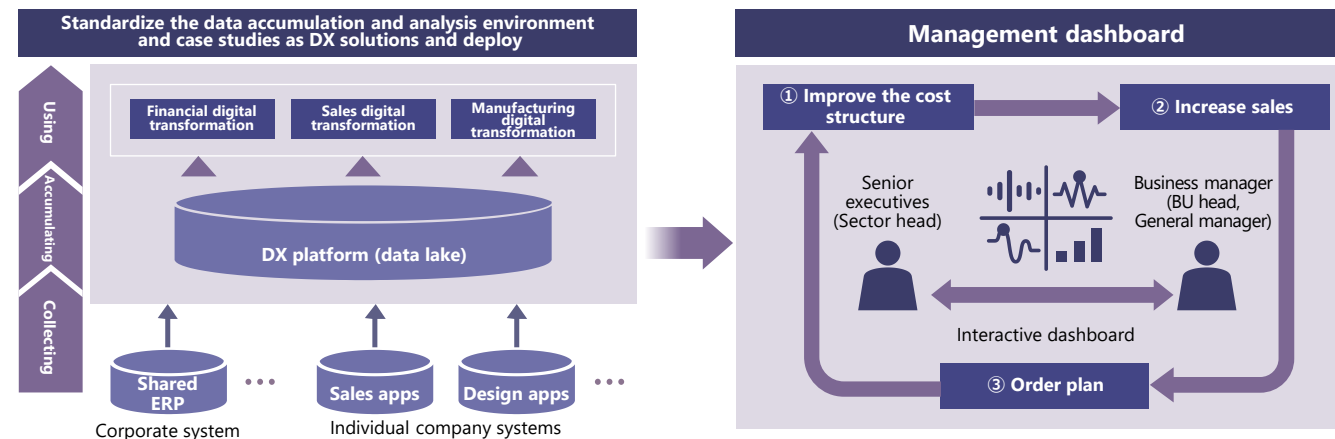 Standardize the data accumulation and analysis environment
and case studies as DX solutions and deploy
Using
Accumulating
Collecting
Financial digital
transformation
Sales digital
transformation
Manufacturing
digital
transformation
DX platform (data lake)
Shared
ERP
•••
Sales apps
Design apps
•••
Corporate system
Individual company systems
Management dashboard
① Improve the cost
structure
② Increase sales
Senior
executives
(Sector head)
Business manager
(BU head,
General manager)
Interactive dashboard
③ Order plan